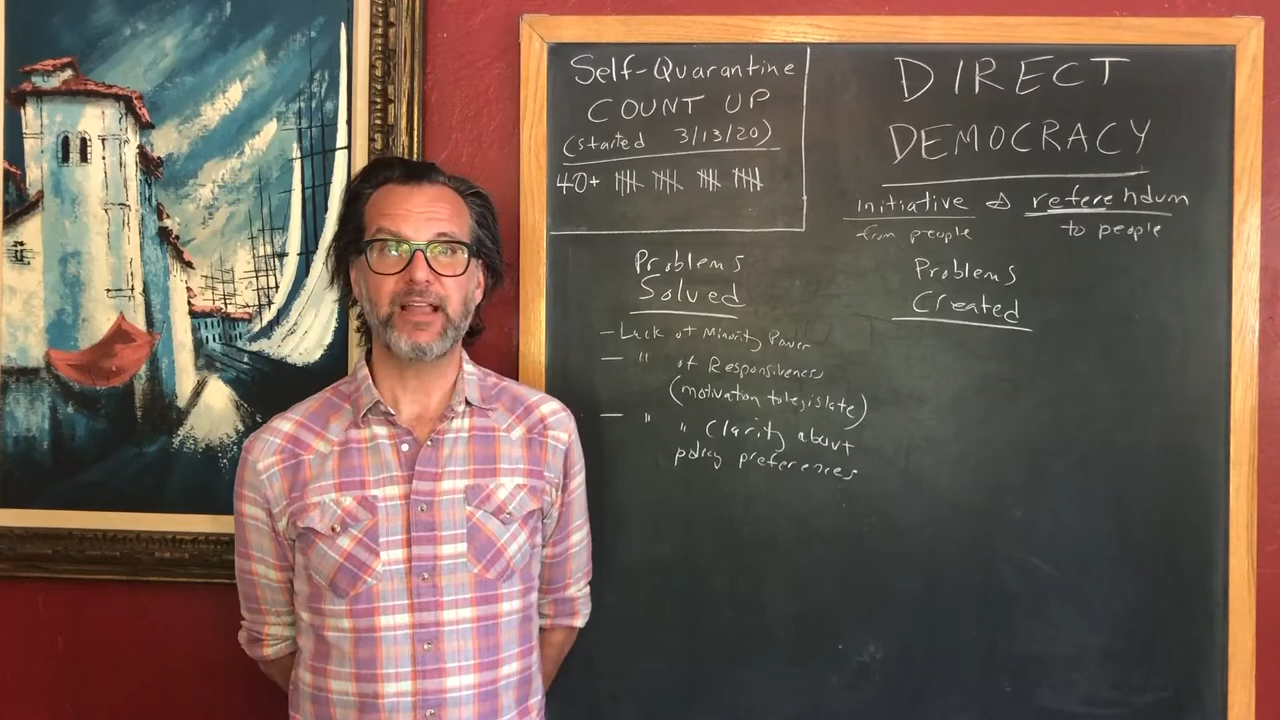 Self-Quarantine
COUNT UP
(started 3/13/20)
40+
DIRECT
DEMOCRACY
initiative & referendum
from people
to people
Problems
Solved
- Lack of Minority Power
— " of Responsiveness
(motivation to legislate)
— " " Clarity about
policy preferences
Problems
Created